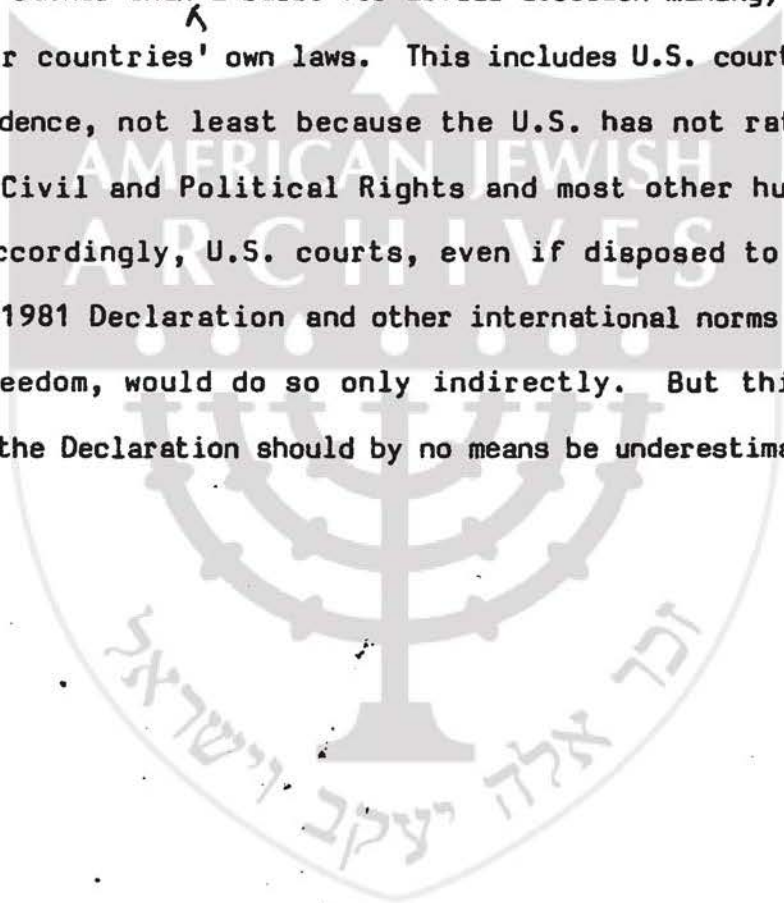 r countries' own laws. This includes U.S. court
dence, not least because the U.S. has not rat
AMERICAN JEWISH
Civil and Political Rights and most other hu
ccordingly, U.S. courts, even if disposed to
ARCHIVES
1981 Declaration and other international norms
eedom, would do so only indirectly. But thi
the Declaration should by no means be underestima
זכר אלה יעקב וישראל